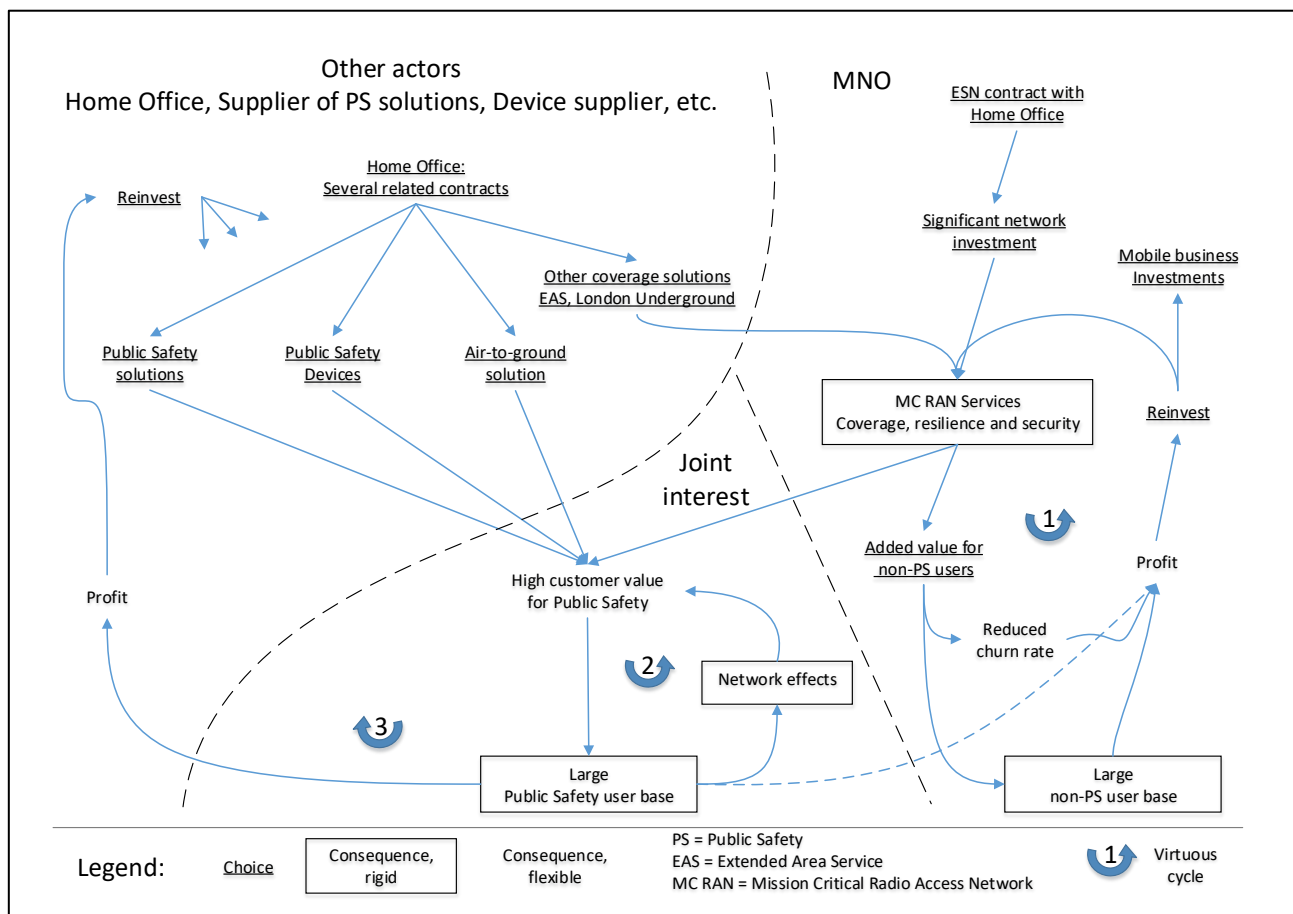 Other actors
Home Office, Supplier of PS solutions, Device supplier, etc.
MNO
ESN contract with
Home Office
Home Office:
Several related contracts
Reinvest
Significant network
investment
Mobile business
Investments
Other coverage solutions
EAS, London Underground
Public Safety
solutions
Public Safety
Devices
Air-to-ground
solution
MC RAN Services
Coverage, resilience and security
Reinvest
Joint
interest
1
Added value for
non-PS users
Profit
High customer value
for Public Safety
Profit
Reduced
churn rate
2
Network effects
3
Large
Public Safety user base
Large
non-PS user base
Legend:
Choice
Consequence,
rigid
Consequence,
flexible
PS = Public Safety
EAS = Extended Area Service
MC RAN = Mission Critical Radio Access Network
1
Virtuous
cycle